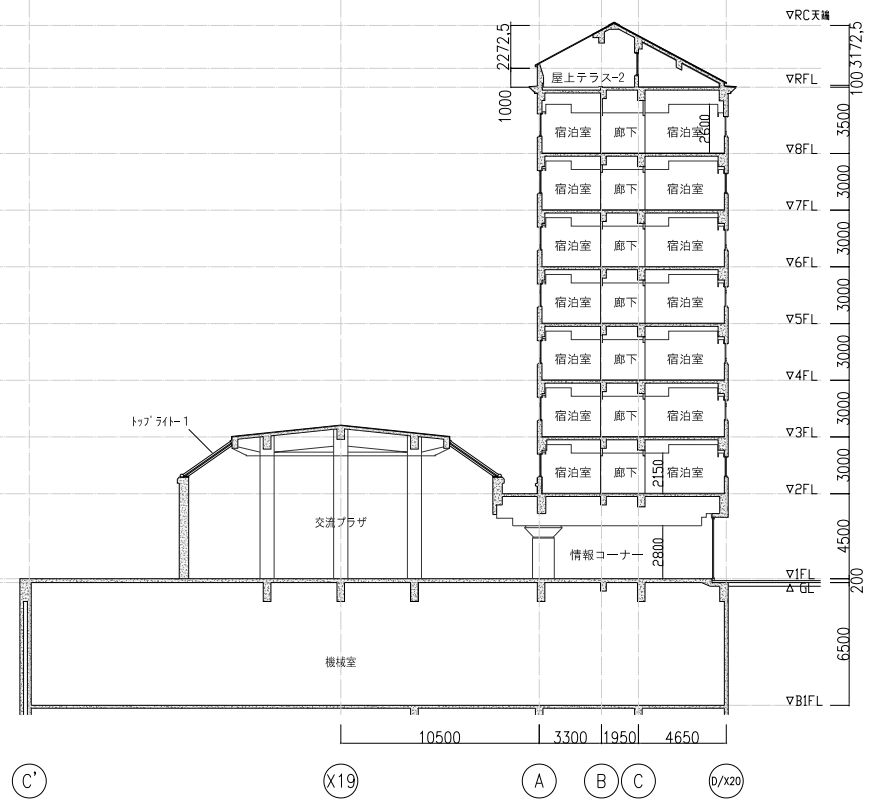 ▽RC天端
2272,5
3172,5
屋上テラス-2
▽RFL
100
1000
宿泊室 廊下 宿泊室
2600
3500
▽8FL
宿泊室 廊下 宿泊室
3000
▽7FL
宿泊室 廊下 宿泊室
3000
▽6FL
宿泊室 廊下 宿泊室
3000
▽5FL
宿泊室 廊下 宿泊室
3000
▽4FL
宿泊室 廊下 宿泊室
3000
▽3FL
トップライトー1
宿泊室 廊下 宿泊室
2150
3000
▽2FL
交流プラザ
情報コーナー
2800
4500
▽1FL
△ GL
200
機械室
6500
▽B1FL
10500 3300 1950 4650
C' X19 A B C D/X20